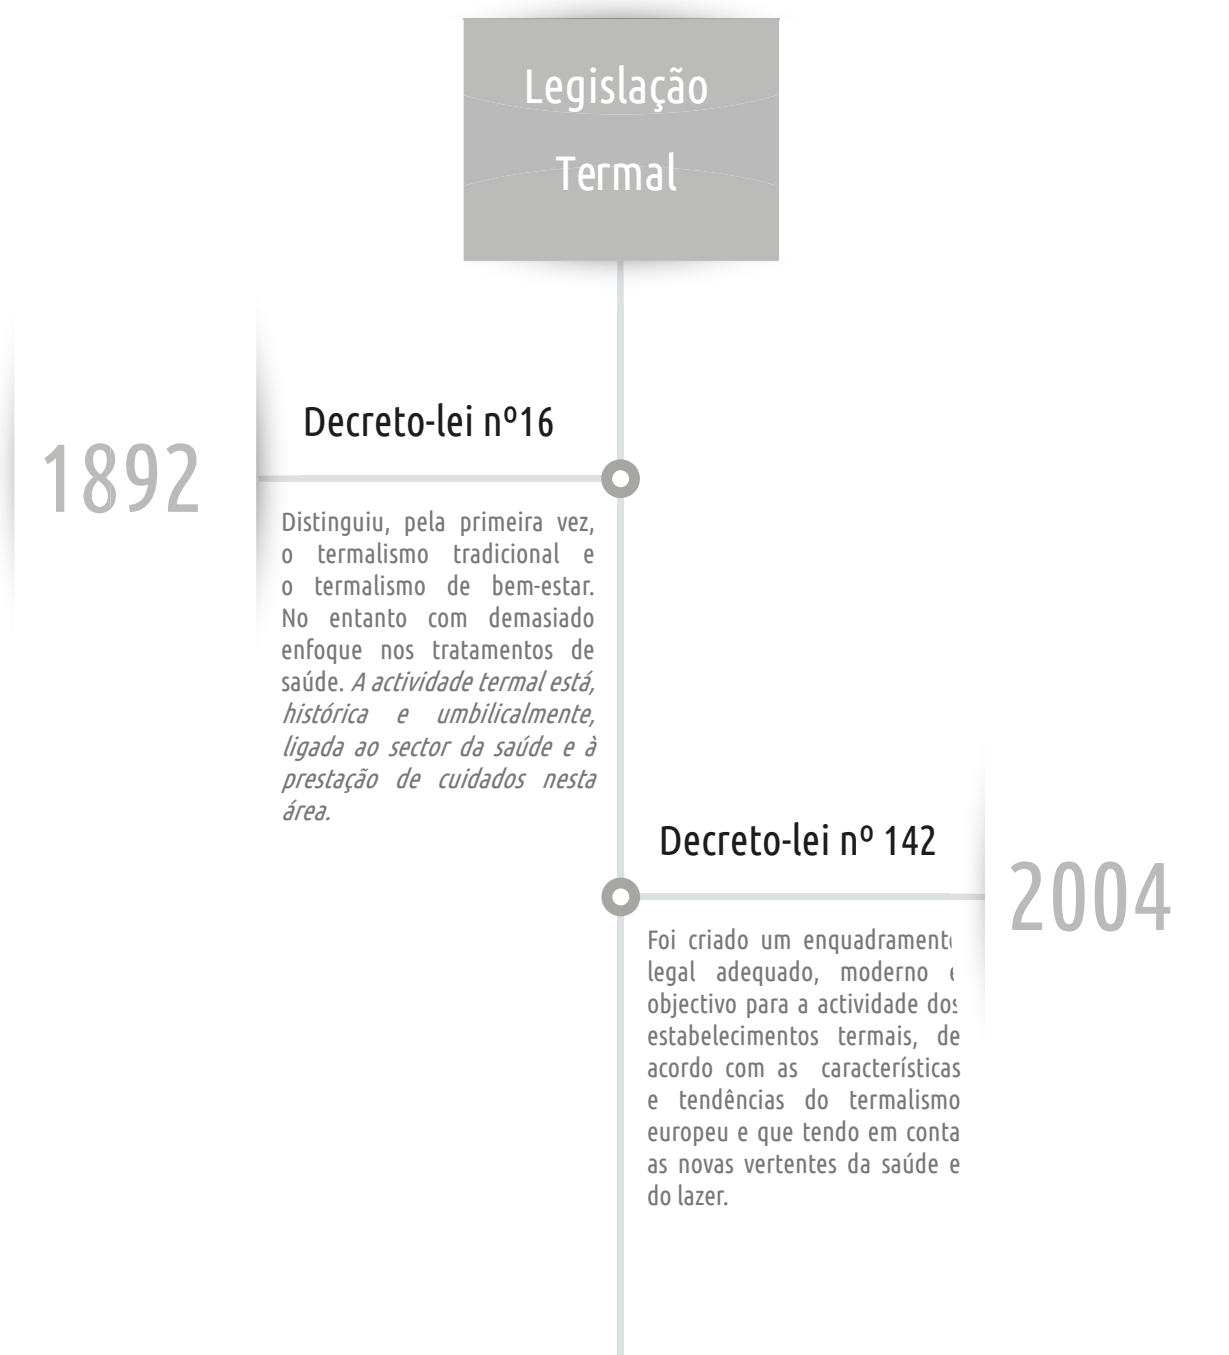 Legislação
Termal
Decreto-lei nº16
1892
Distinguiu, pela primeira vez,
o termalismo tradicional e
o termalismo de bem-estar.
No entanto com demasiado
enfoque nos tratamentos de
saúde. A actividade termal está,
histórica e umbilicalmente,
ligada ao sector da saúde e à
prestação de cuidados nesta
área.
Decreto-lei nº 142
2004
Foi criado um enquadramento
legal adequado, moderno e
objectivo para a actividade dos
estabelecimentos termais, de
acordo com as características
e tendências do termalismo
europeu e que tendo em conta
as novas vertentes da saúde e
do lazer.